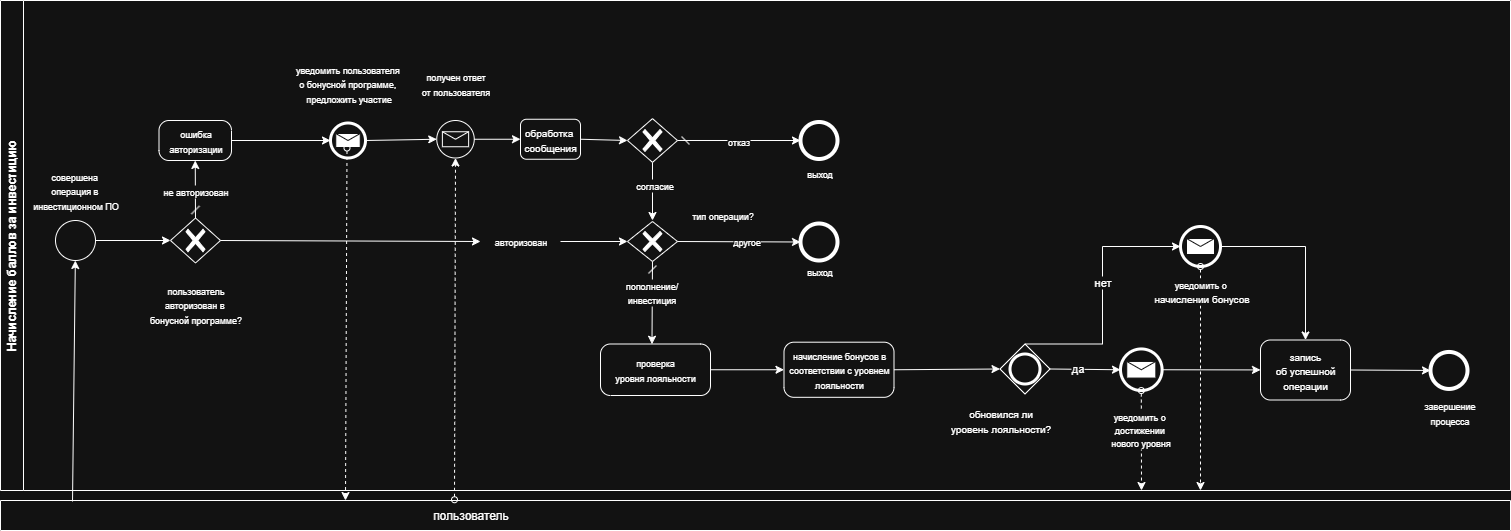 Начисление баллов за инвестицию
уведомить пользователя
о бонусной программе,
предложить участие
получен ответ
от пользователя
ошибка
авторизации
обработка
сообщения
отказ
выход
совершена
операция в
инвестиционном ПО
не авторизован
согласие
тип операции?
авторизован
другое
выход
пользователь
авторизован в
бонусной программе?
пополнение/
инвестиция
нет
уведомить о
начислении бонусов
проверка
уровня лояльности
начисление бонусов в
соответствии с уровнем
лояльности
да
запись
об успешной
операции
обновился ли
уровень лояльности?
уведомить о
достижении
нового уровня
завершение
процесса
пользователь